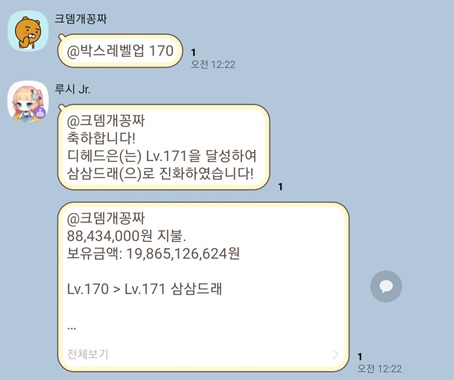 크뎀개꽁짜
@박스레벨업 170
1
오전 12:22
루시 Jr.
@크뎀개꽁짜
축하합니다!
디헤드은(는) Lv.171을 달성하여
삼삼드래(으)로 진화하였습니다!
1
@크뎀개꽁짜
88,434,000원 지불.
보유금액: 19,865,126,624원
Lv.170 > Lv.171 삼삼드래
...
전체보기
1
오전 12:22